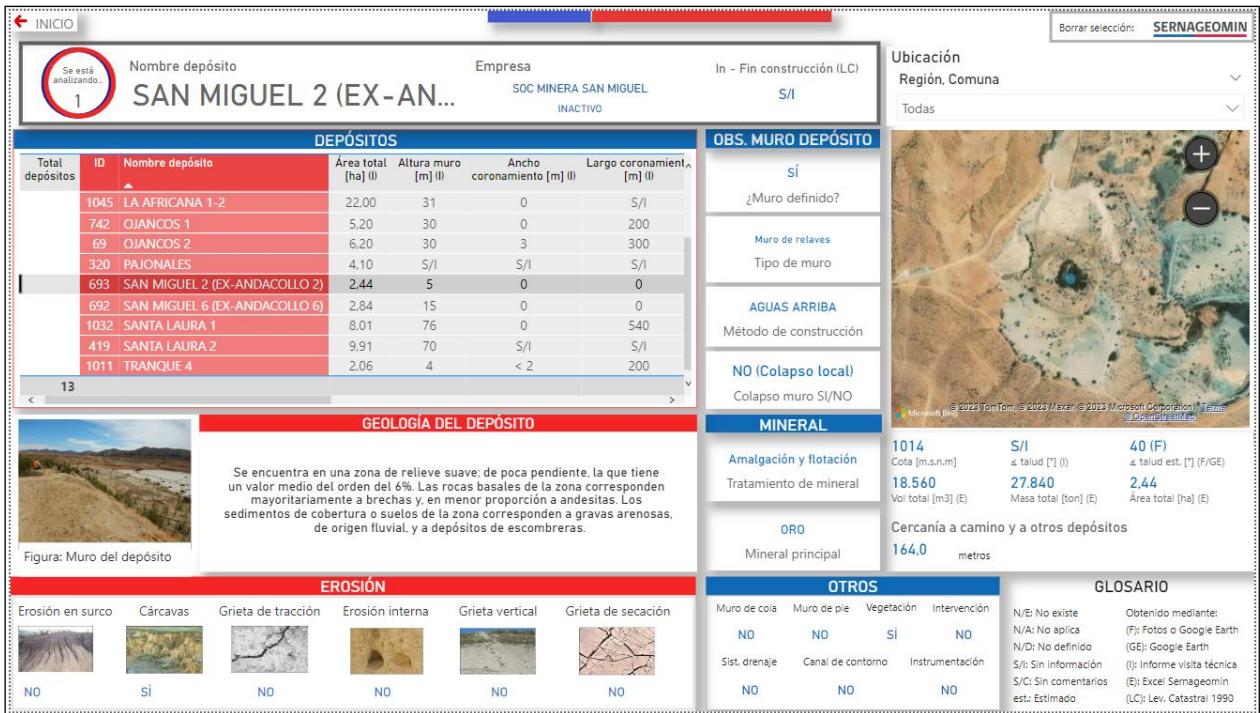 INICIO
Borrar selección: SERNAGEOMIN
Se está analizando...
1
Nombre depósito
SAN MIGUEL 2 (EX-AN...
Empresa
SOC MINERA SAN MIGUEL
INACTIVO
In - Fin construcción (LC)
S/I
Ubicación
Región, Comuna
Todas
DEPÓSITOS
Total depósitos ID Nombre depósito Área total [ha] (I) Altura muro [m] (I) Ancho coronamiento [m] (I) Largo coronamient [m] (I)
1045 LA AFRICANA 1-2 22,00 31 0 S/I
742 OJANCOS 1 5,20 30 0 200
69 OJANCOS 2 6,20 30 3 300
320 PAJONALES 4,10 S/I S/I S/I
693 SAN MIGUEL 2 (EX-ANDACOLLO 2) 2,44 5 0 0
692 SAN MIGUEL 6 (EX-ANDACOLLO 6) 2,84 15 0 0
1032 SANTA LAURA 1 8,01 76 0 540
419 SANTA LAURA 2 9,91 70 S/I S/I
1011 TRANQUE 4 2,06 4 < 2 200
13
OBS. MURO DEPÓSITO
SÍ
¿Muro definido?
Muro de relaves
Tipo de muro
AGUAS ARRIBA
Método de construcción
NO (Colapso local)
Colapso muro SI/NO
Microsoft Bing
© 2023 TomTom, © 2023 Maxar, © 2023 Microsoft Corporation, Terms
© OpenStreetMap
GEOLOGÍA DEL DEPÓSITO
Se encuentra en una zona de relieve suave; de poca pendiente, la que tiene
un valor medio del orden del 6%. Las rocas basales de la zona corresponden
mayoritariamente a brechas y, en menor proporción a andesitas. Los
sedimentos de cobertura o suelos de la zona corresponden a gravas arenosas,
de origen fluvial, y a depósitos de escombreras.
Figura: Muro del depósito
MINERAL
Amalgación y flotación
Tratamiento de mineral
ORO
Mineral principal
1014 S/I 40 (F)
Cota [m.s.n.m] ∡ talud [°] (I) ∡ talud est. [°] (F/GE)
18.560 27.840 2,44
Vol total [m3] (E) Masa total [ton] (E) Área total [ha] (E)
Cercanía a camino y a otros depósitos
164,0 metros
EROSIÓN
Erosión en surco Cárcavas Grieta de tracción Erosión interna Grieta vertical Grieta de secación
NO SÍ NO NO NO NO
OTROS
Muro de cola Muro de pie Vegetación Intervención
NO NO SÍ NO
Sist. drenaje Canal de contorno Instrumentación
NO NO NO
GLOSARIO
N/E: No existe
N/A: No aplica
N/D: No definido
S/I: Sin información
S/C: Sin comentarios
est.: Estimado
Obtenido mediante:
(F): Fotos o Google Earth
(GE): Google Earth
(I): Informe visita técnica
(E): Excel Sernageomin
(LC): Lev. Catastral 1990